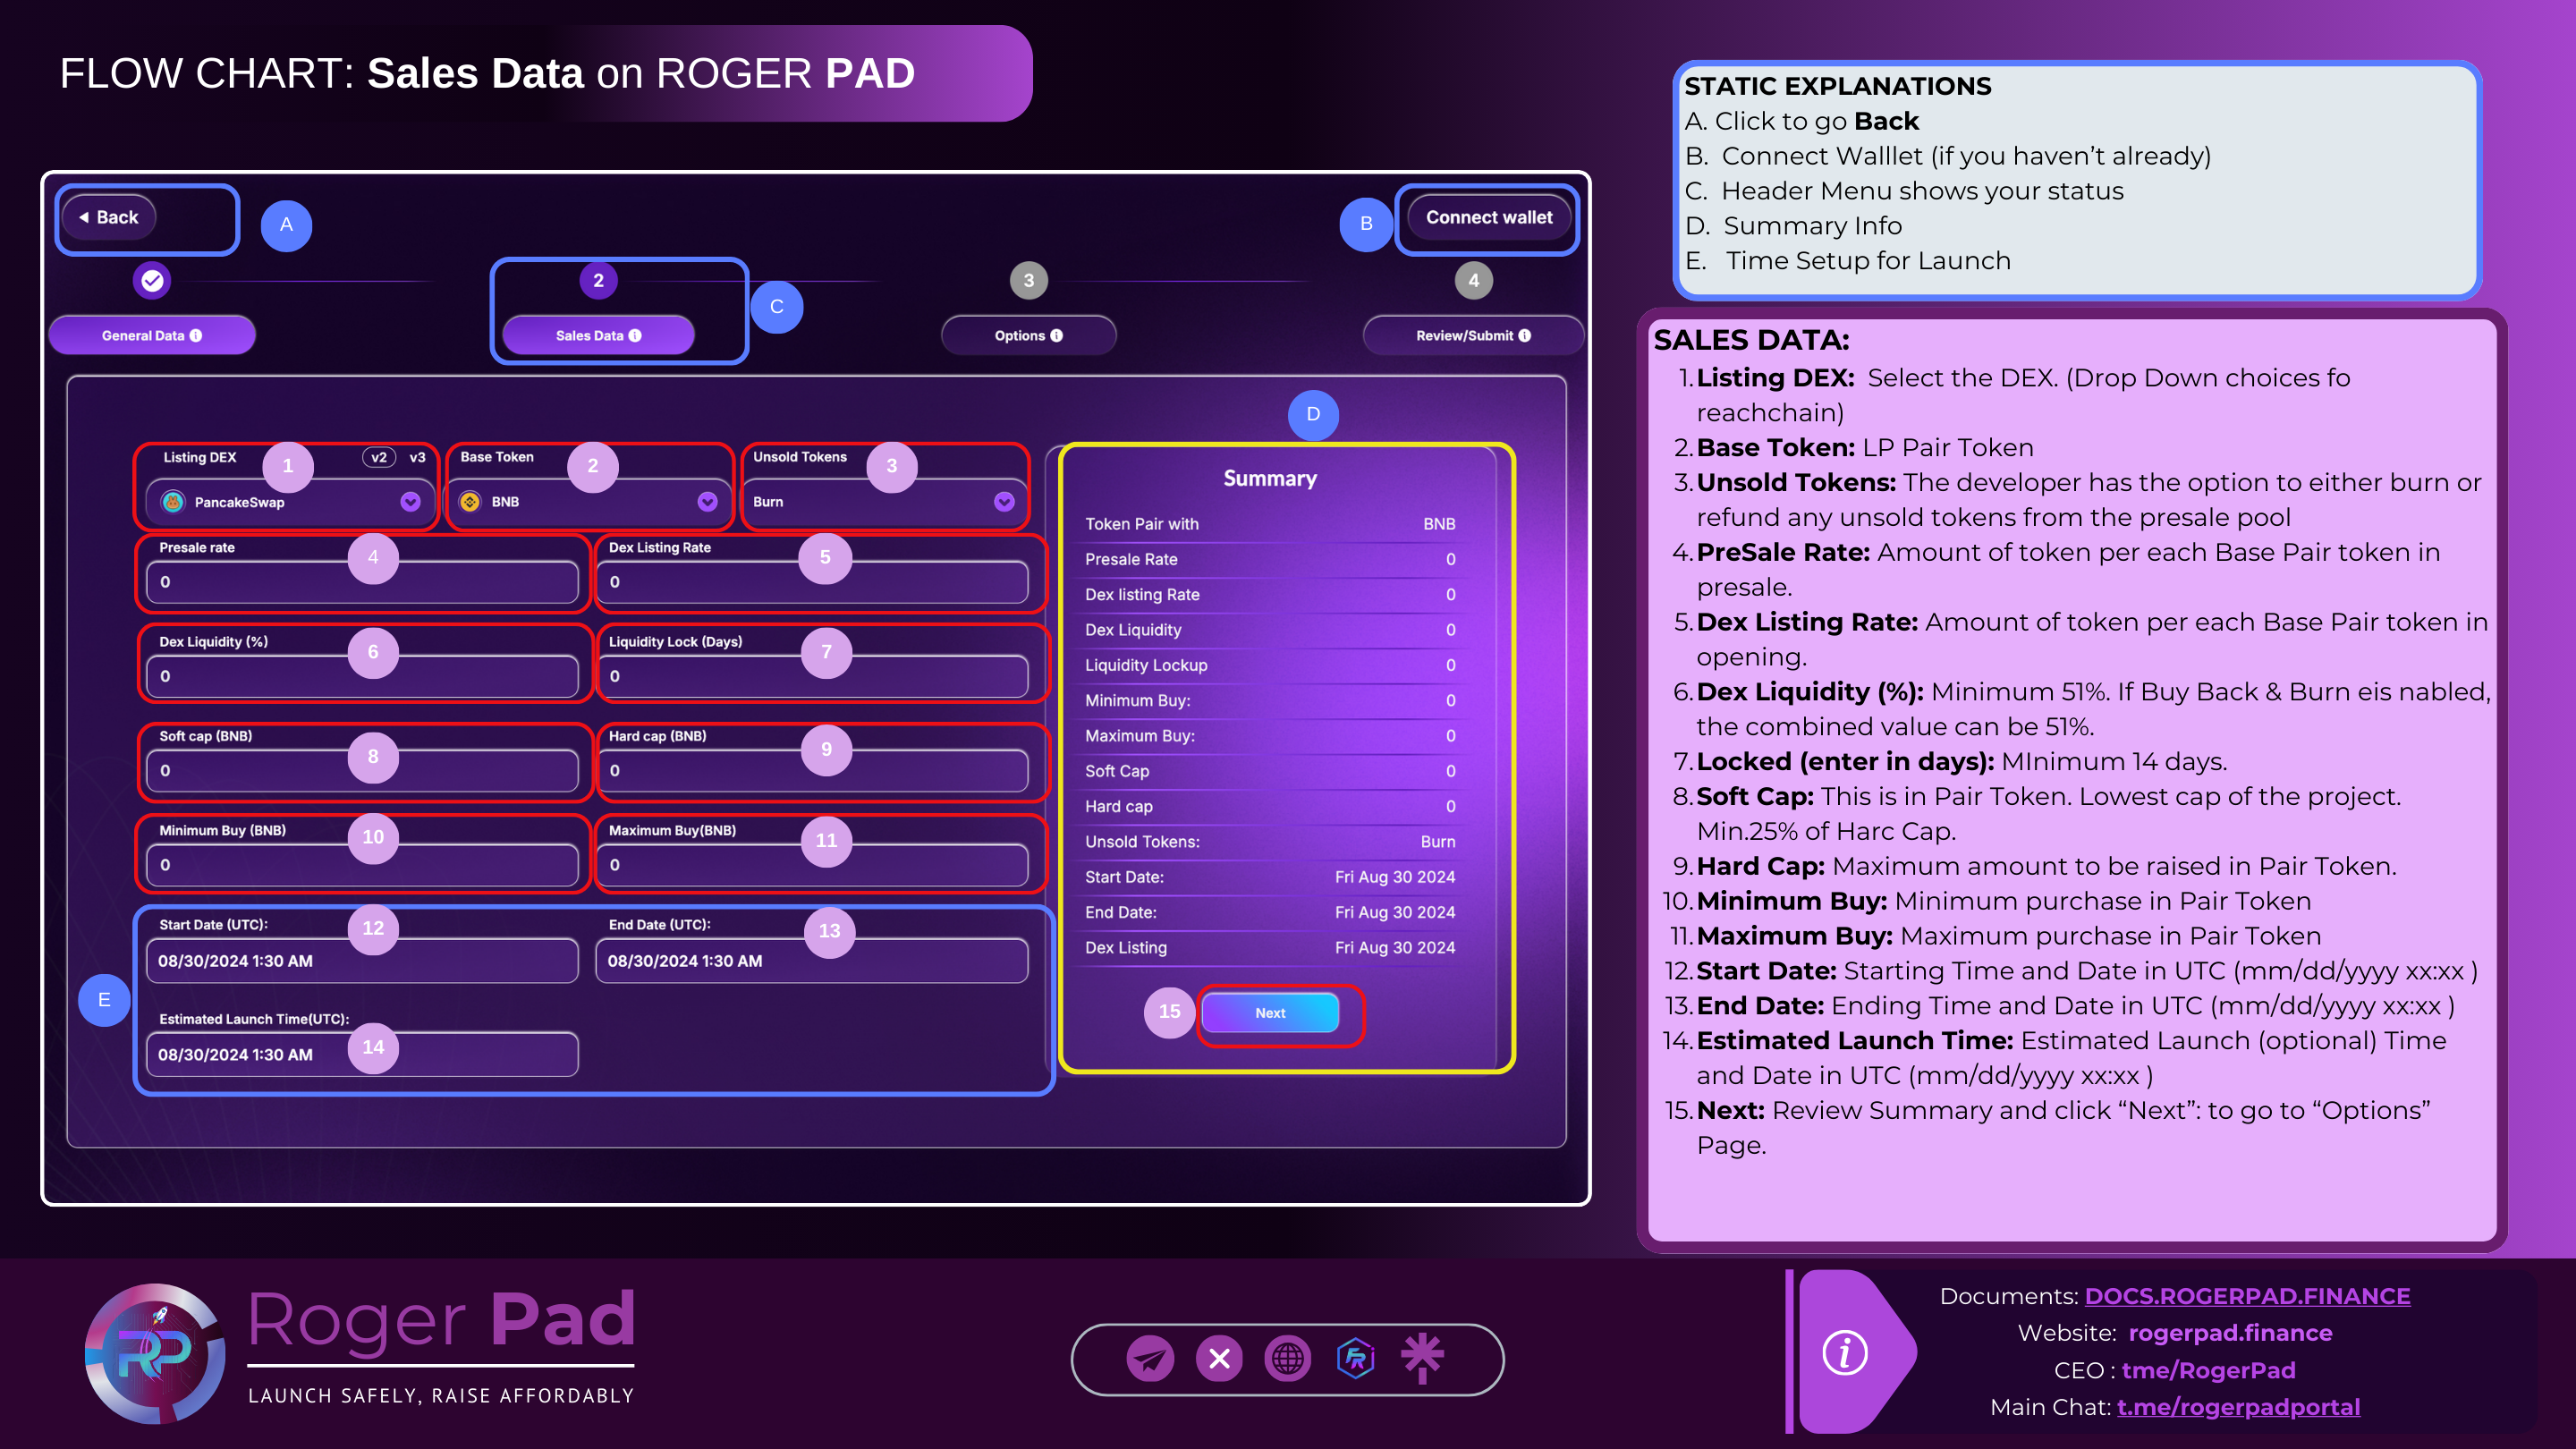 FLOW CHART: Sales Data on ROGER PAD
Back
A
B
Connect wallet
2
3
4
C
General Data
Sales Data
Options
Review/Submit
D
Listing DEX
1
v2
v3
Base Token
2
Unsold Tokens
3
PancakeSwap
BNB
Burn
Presale rate
4
0
Dex Listing Rate
5
0
Dex Liquidity (%)
6
0
Liquidity Lock (Days)
7
0
Soft cap (BNB)
8
0
Hard cap (BNB)
9
0
Minimum Buy (BNB)
10
0
Maximum Buy(BNB)
11
0
Start Date (UTC):
12
08/30/2024 1:30 AM
End Date (UTC):
13
08/30/2024 1:30 AM
E
Estimated Launch Time(UTC):
14
08/30/2024 1:30 AM
Summary
Token Pair with BNB
Presale Rate 0
Dex listing Rate 0
Dex Liquidity 0
Liquidity Lockup 0
Minimum Buy: 0
Maximum Buy: 0
Soft Cap 0
Hard cap 0
Unsold Tokens: Burn
Start Date: Fri Aug 30 2024
End Date: Fri Aug 30 2024
Dex Listing Fri Aug 30 2024
15
Next
STATIC EXPLANATIONS
A. Click to go Back
B. Connect Walllet (if you haven’t already)
C. Header Menu shows your status
D. Summary Info
E. Time Setup for Launch
SALES DATA:
1. Listing DEX: Select the DEX. (Drop Down choices fo
reachchain)
2. Base Token: LP Pair Token
3. Unsold Tokens: The developer has the option to either burn or
refund any unsold tokens from the presale pool
4. PreSale Rate: Amount of token per each Base Pair token in
presale.
5. Dex Listing Rate: Amount of token per each Base Pair token in
opening.
6. Dex Liquidity (%): Minimum 51%. If Buy Back & Burn eis nabled,
the combined value can be 51%.
7. Locked (enter in days): MInimum 14 days.
8. Soft Cap: This is in Pair Token. Lowest cap of the project.
Min.25% of Harc Cap.
9. Hard Cap: Maximum amount to be raised in Pair Token.
10. Minimum Buy: Minimum purchase in Pair Token
11. Maximum Buy: Maximum purchase in Pair Token
12. Start Date: Starting Time and Date in UTC (mm/dd/yyyy xx:xx )
13. End Date: Ending Time and Date in UTC (mm/dd/yyyy xx:xx )
14. Estimated Launch Time: Estimated Launch (optional) Time
and Date in UTC (mm/dd/yyyy xx:xx )
15. Next: Review Summary and click “Next”: to go to “Options”
Page.
RP
Roger Pad
LAUNCH SAFELY, RAISE AFFORDABLY
Documents: DOCS.ROGERPAD.FINANCE
Website: rogerpad.finance
CEO : tme/RogerPad
Main Chat: t.me/rogerpadportal